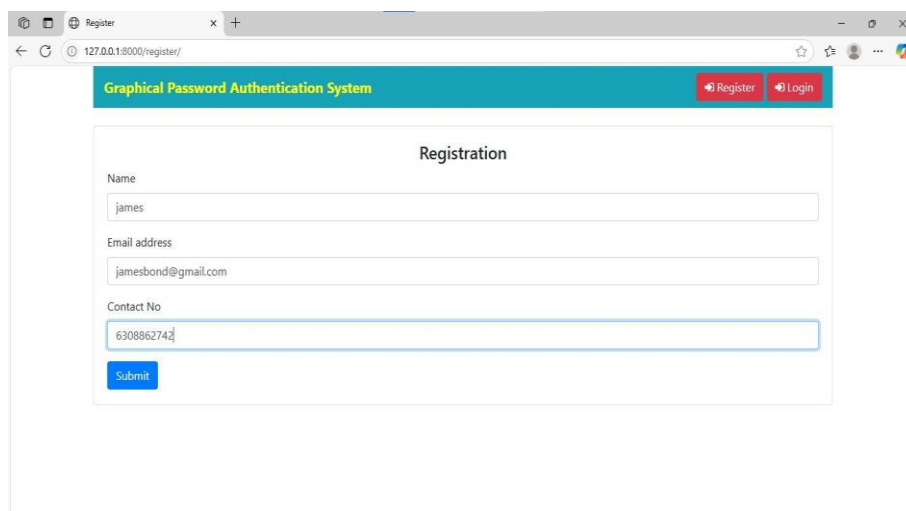 Register
127.0.0.1:8000/register/
Graphical Password Authentication System
Register
Login
Registration
Name
james
Email address
jamesbond@gmail.com
Contact No
6308862742
Submit